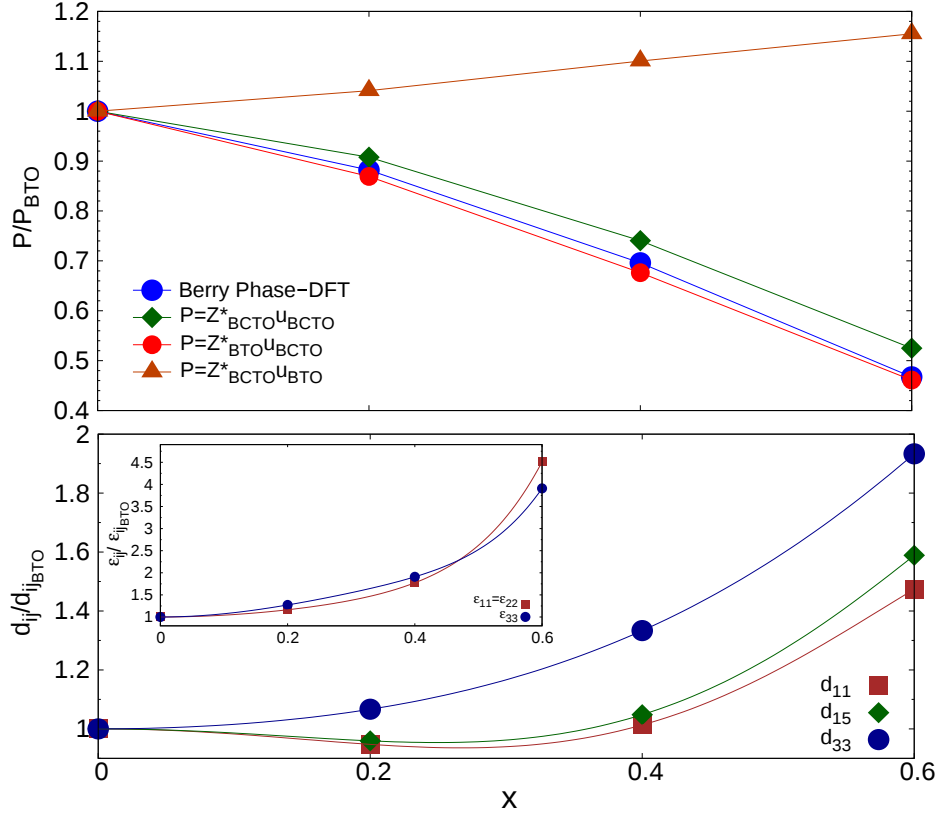 1.2
1.1
1
0.9
0.8
0.7
0.6
0.5
0.4
P/P_BTO
Berry Phase−DFT
P=Z*_BCTO u_BCTO
P=Z*_BTO u_BCTO
P=Z*_BCTO u_BTO
2
1.8
1.6
1.4
1.2
1
d_ij/d_ij_BTO
4.5
4
3.5
3
2.5
2
1.5
1
ε_ij/ ε_ij_BTO
ε_11=ε_22
ε_33
0 0.2 0.4 0.6
d_11
d_15
d_33
0 0.2 0.4 0.6
x